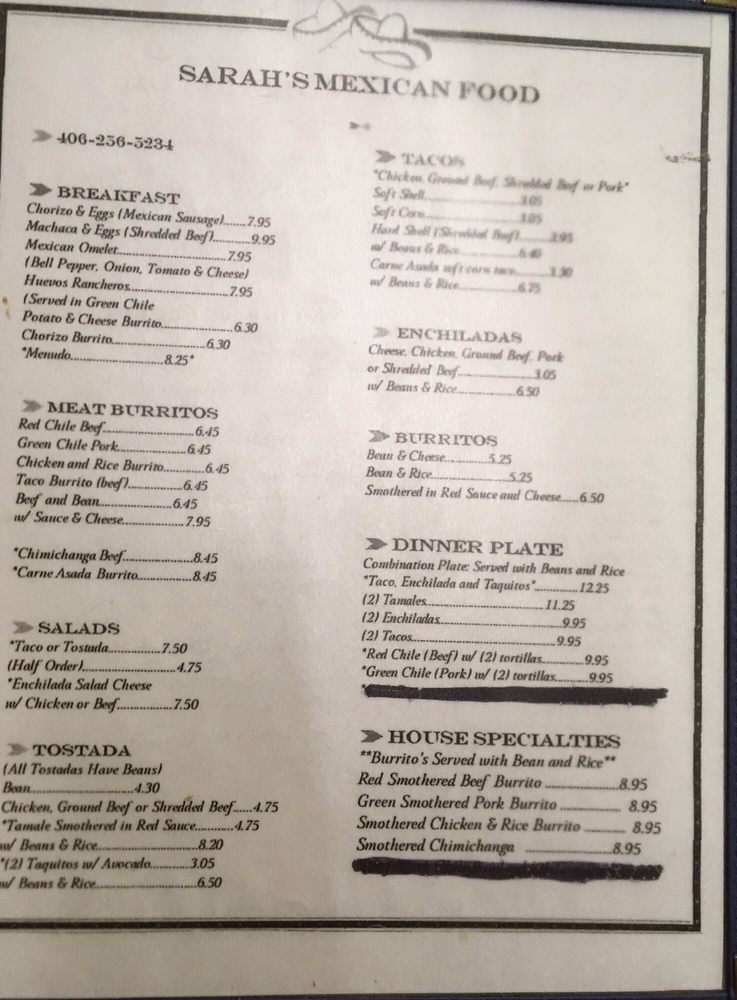 SARAH'S MEXICAN FOOD
406-256-5234
BREAKFAST
Chorizo & Eggs (Mexican Sausage).......7.95
Machaca & Eggs (Shredded Beef)............9.95
Mexican Omelet...................................7.95
(Bell Pepper, Onion, Tomato & Cheese)
Huevos Rancheros................................7.95
(Served in Green Chile
Potato & Cheese Burrito.......................6.30
Chorizo Burrito..............................6.30
*Menudo..............................8.25*
MEAT BURRITOS
Red Chile Beef.............................6.45
Green Chile Pork.......................6.45
Chicken and Rice Burrito.............6.45
Taco Burrito (beef).................6.45
Beef and Bean.......................6.45
w/ Sauce & Cheese....................7.95
*Chimichanga Beef.....................8.45
*Carne Asada Burrito.................8.45
SALADS
*Taco or Tostada................7.50
(Half Order).............................4.75
*Enchilada Salad Cheese
w/ Chicken or Beef.................7.50
TOSTADA
(All Tostadas Have Beans)
Bean................................4.30
Chicken, Ground Beef or Shredded Beef......4.75
*Tamale Smothered in Red Sauce............4.75
w/ Beans & Rice................................8.20
*(2) Taquitos w/ Avocado............3.05
w/ Beans & Rice................................6.50
TACOS
*Chicken, Ground Beef, Shredded Beef or Pork*
Soft Shell..............................3.05
Soft Corn..............................3.05
Hard Shell (Shredded Beef).........2.95
w/ Beans & Rice..................6.40
Carne Asada soft corn taco..........3.30
w/ Beans & Rice..................6.75
ENCHILADAS
Cheese, Chicken, Ground Beef, Pork
or Shredded Beef......................3.05
w/ Beans & Rice..................6.50
BURRITOS
Bean & Cheese.............5.25
Bean & Rice.......................5.25
Smothered in Red Sauce and Cheese......6.50
DINNER PLATE
Combination Plate: Served with Beans and Rice
*Taco, Enchilada and Taquitos*.............12.25
(2) Tamales....................................11.25
(2) Enchiladas....................................9.95
(2) Tacos..........................................9.95
*Red Chile (Beef) w/ (2) tortillas.............9.95
*Green Chile (Pork) w/ (2) tortillas..........9.95
HOUSE SPECIALTIES
**Burrito's Served with Bean and Rice**
Red Smothered Beef Burrito ......................8.95
Green Smothered Pork Burrito .................. 8.95
Smothered Chicken & Rice Burrito ............ 8.95
Smothered Chimichanga ..........................8.95